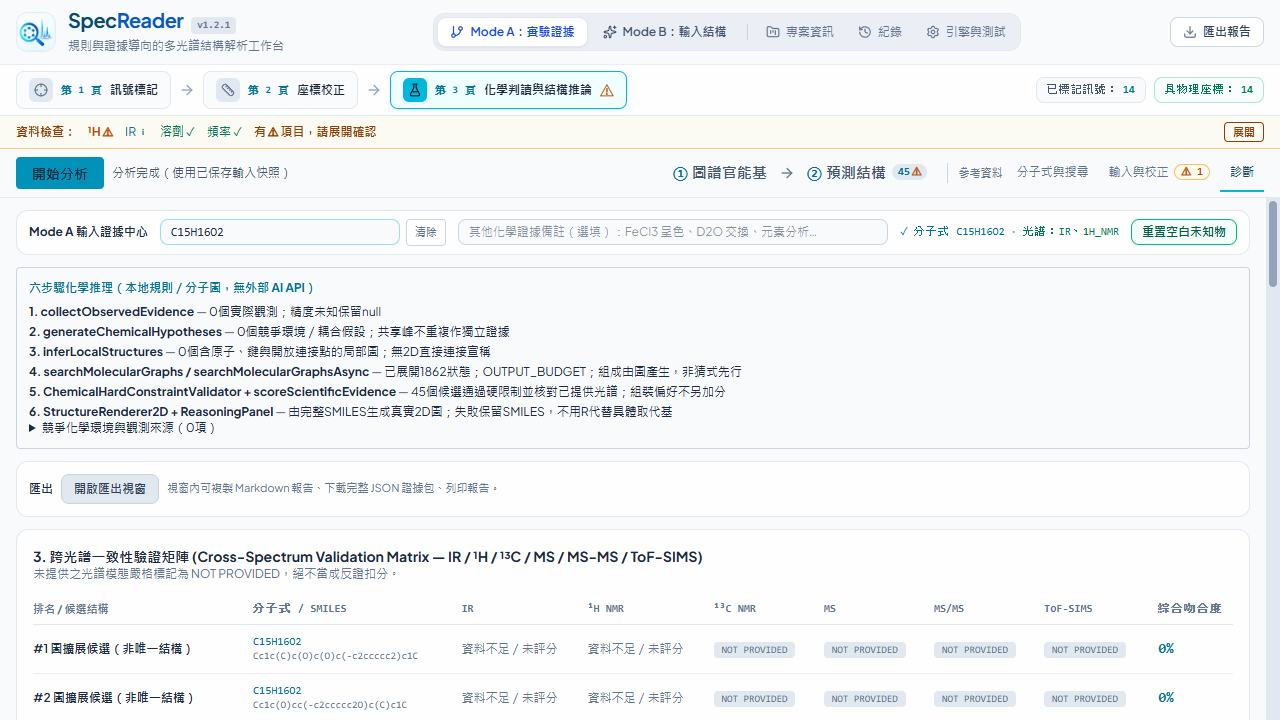 SpecReader v1.2.1
規則與證據導向的多光譜結構解析工作台
Mode A：實驗證據
Mode B：輸入結構
專案資訊
紀錄
引擎與測試
匯出報告
第 1 頁 訊號標記
→
第 2 頁 座標校正
→
第 3 頁 化學判讀與結構推論
已標記訊號： 14
具物理座標： 14
資料檢查： ¹H⚠ IR i 溶劑✓ 頻率✓ 有⚠項目，請展開確認
展開
開始分析
分析完成（使用已保存輸入快照）
① 圖譜官能基 → ② 預測結構 45⚠
參考資料
分子式與搜尋
輸入與校正 ⚠ 1
診斷
Mode A 輸入證據中心
C15H16O2
清除
其他化學證據備註（選填）：FeCl3 呈色、D2O 交換、元素分析…
✓ 分子式 C15H16O2 · 光譜：IR、1H_NMR
重置空白未知物
六步驟化學推理（本地規則 / 分子圖，無外部 AI API）
1. collectObservedEvidence — 0個實際觀測；精度未知保留null
2. generateChemicalHypotheses — 0個競爭環境 / 耦合假設；共享峰不重複作獨立證據
3. inferLocalStructures — 0個含原子、鍵與開放連接點的局部圖；無2D直接連接宣稱
4. searchMolecularGraphs / searchMolecularGraphsAsync — 已展開1862狀態；OUTPUT_BUDGET；組成由圖產生，非猜式先行
5. ChemicalHardConstraintValidator + scoreScientificEvidence — 45個候選通過硬限制並核對已提供光譜；組裝偏好不另加分
6. StructureRenderer2D + ReasoningPanel — 由完整SMILES生成真實2D圖；失敗保留SMILES，不用R代替具體取代基
▶ 競爭化學環境與觀測來源（0項）
匯出
開啟匯出視窗
視窗內可複製 Markdown 報告、下載完整 JSON 證據包、列印報告。
3. 跨光譜一致性驗證矩陣 (Cross-Spectrum Validation Matrix — IR / ¹H / ¹³C / MS / MS-MS / ToF-SIMS)
未提供之光譜模態嚴格標記為 NOT PROVIDED，絕不當成反證扣分。
排名 / 候選結構 分子式 / SMILES IR ¹H NMR ¹³C NMR MS MS/MS ToF-SIMS 綜合吻合度
#1 圖擴展候選（非唯一結構） C15H16O2 資料不足 / 未評分 資料不足 / 未評分 NOT PROVIDED NOT PROVIDED NOT PROVIDED NOT PROVIDED 0%
Cc1c(C)c(O)c(O)c(-c2ccccc2)c1C
#2 圖擴展候選（非唯一結構） C15H16O2 資料不足 / 未評分 資料不足 / 未評分 NOT PROVIDED NOT PROVIDED NOT PROVIDED NOT PROVIDED 0%
Cc1c(O)cc(-c2ccccc2O)c(C)c1C